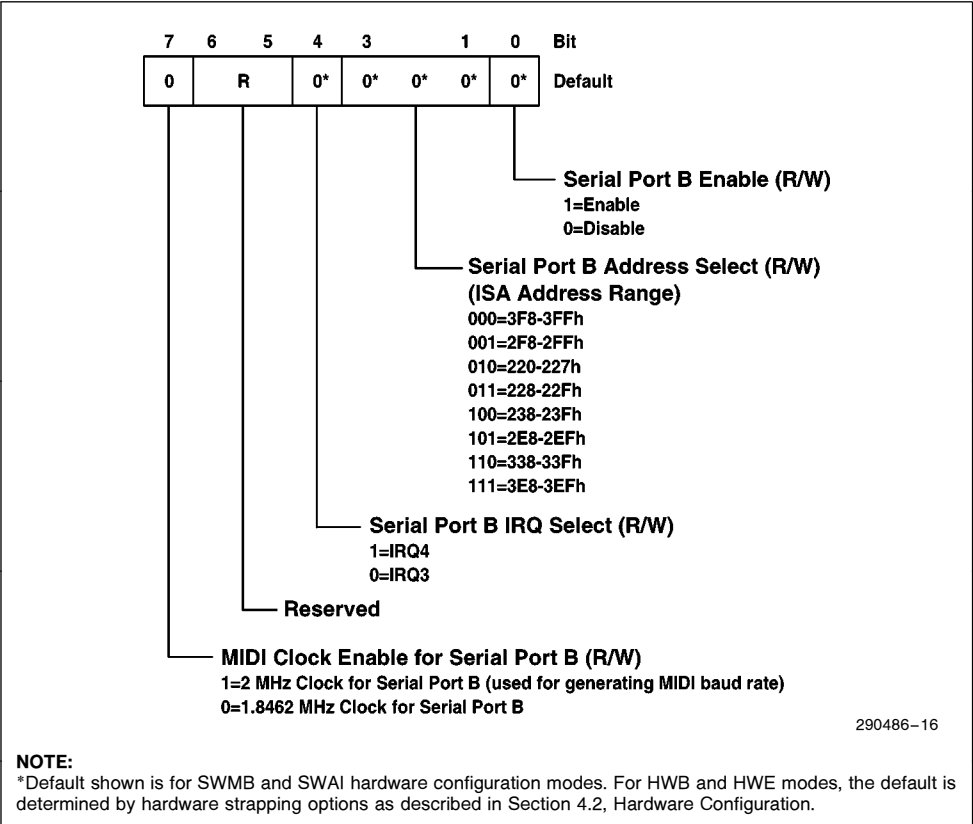 7 6 5 4 3 1 0 Bit
0 R 0* 0* 0* 0* 0* Default
Serial Port B Enable (R/W)
1=Enable
0=Disable
Serial Port B Address Select (R/W)
(ISA Address Range)
000=3F8-3FFh
001=2F8-2FFh
010=220-227h
011=228-22Fh
100=238-23Fh
101=2E8-2EFh
110=338-33Fh
111=3E8-3EFh
Serial Port B IRQ Select (R/W)
1=IRQ4
0=IRQ3
Reserved
MIDI Clock Enable for Serial Port B (R/W)
1=2 MHz Clock for Serial Port B (used for generating MIDI baud rate)
0=1.8462 MHz Clock for Serial Port B
290486–16
NOTE:
*Default shown is for SWMB and SWAI hardware configuration modes. For HWB and HWE modes, the default is
determined by hardware strapping options as described in Section 4.2, Hardware Configuration.